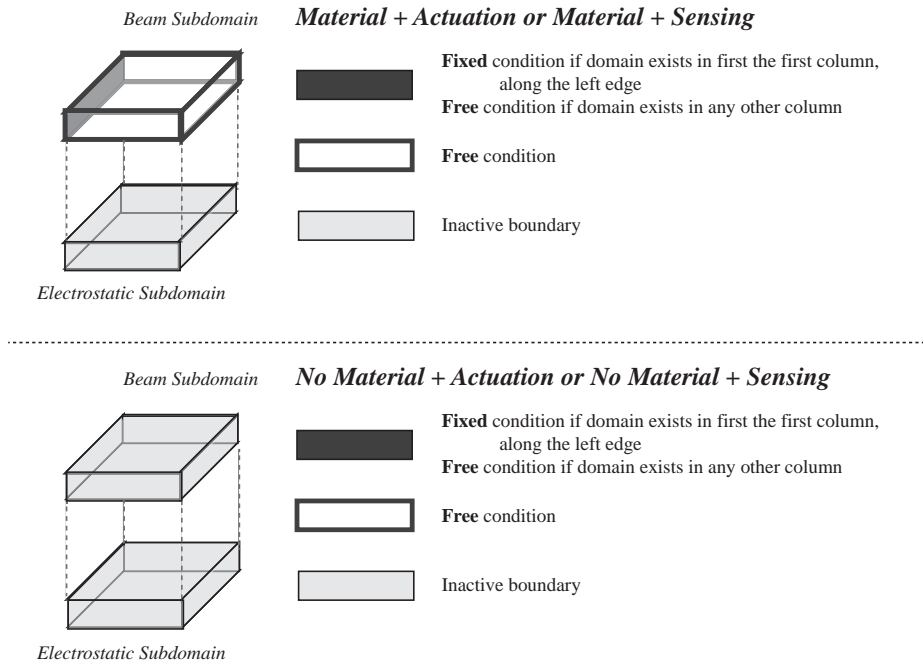 Beam Subdomain
Material + Actuation or Material + Sensing
Fixed condition if domain exists in first the first column,
along the left edge
Free condition if domain exists in any other column
Free condition
Inactive boundary
Electrostatic Subdomain
Beam Subdomain
No Material + Actuation or No Material + Sensing
Fixed condition if domain exists in first the first column,
along the left edge
Free condition if domain exists in any other column
Free condition
Inactive boundary
Electrostatic Subdomain